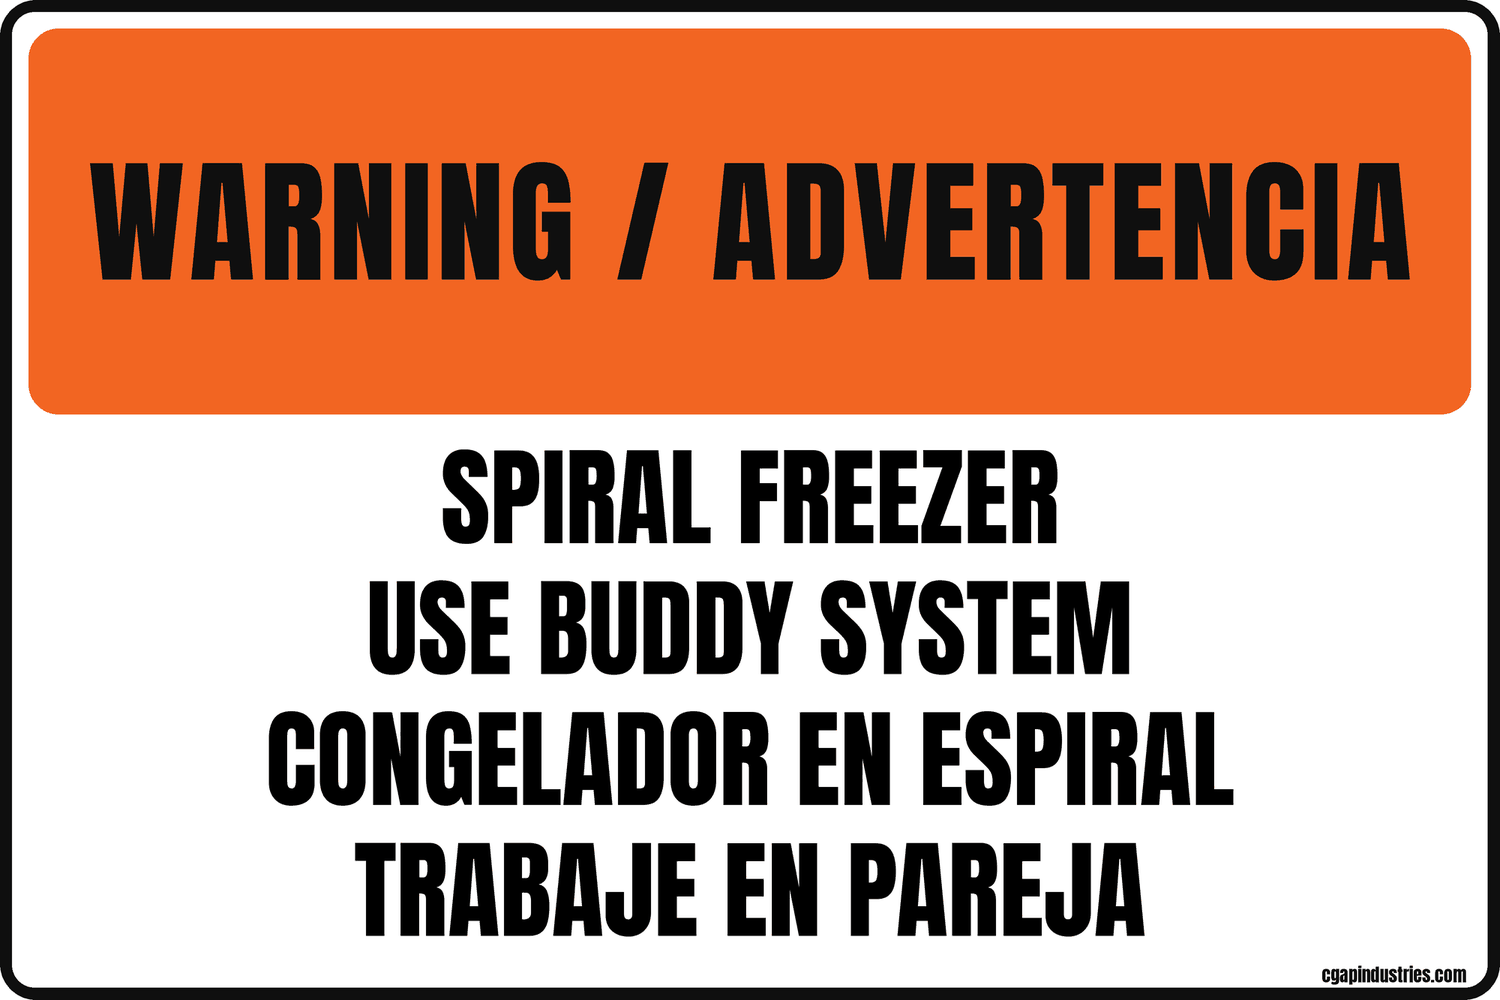 WARNING / ADVERTENCIA
SPIRAL FREEZER
USE BUDDY SYSTEM
CONGELADOR EN ESPIRAL
TRABAJE EN PAREJA
cgapindustries.com